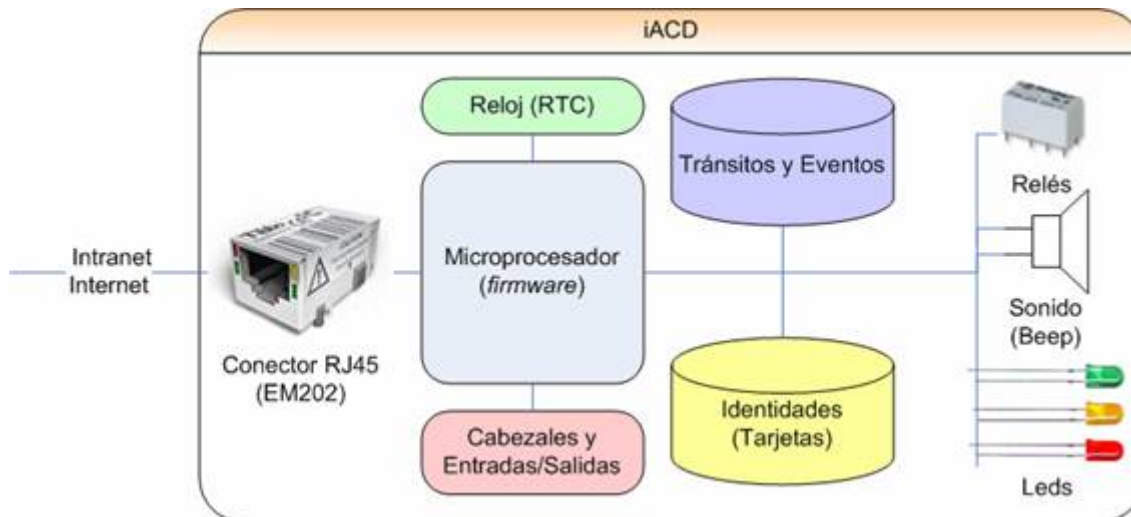 iACD
Reloj (RTC)
Tránsitos y Eventos
Relés
Intranet
Internet
Microprocesador
(firmware)
Sonido
(Beep)
Conector RJ45
(EM202)
Cabezales y
Entradas/Salidas
Identidades
(Tarjetas)
Leds